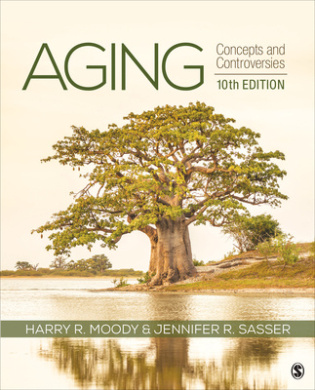 AGING
Concepts and
Controversies
10th EDITION
HARRY R. MOODY & JENNIFER R. SASSER
S